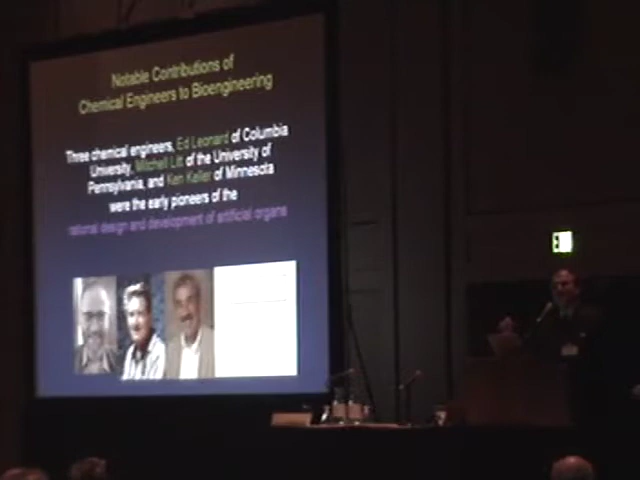 Notable Contributions of
Chemical Engineers to Bioengineering
Three chemical engineers, Ed Leonard of Columbia
University, Mitchell Litt of the University of
Pennsylvania, and Ken Keller of Minnesota
were the early pioneers of the
rational design and development of artificial organs